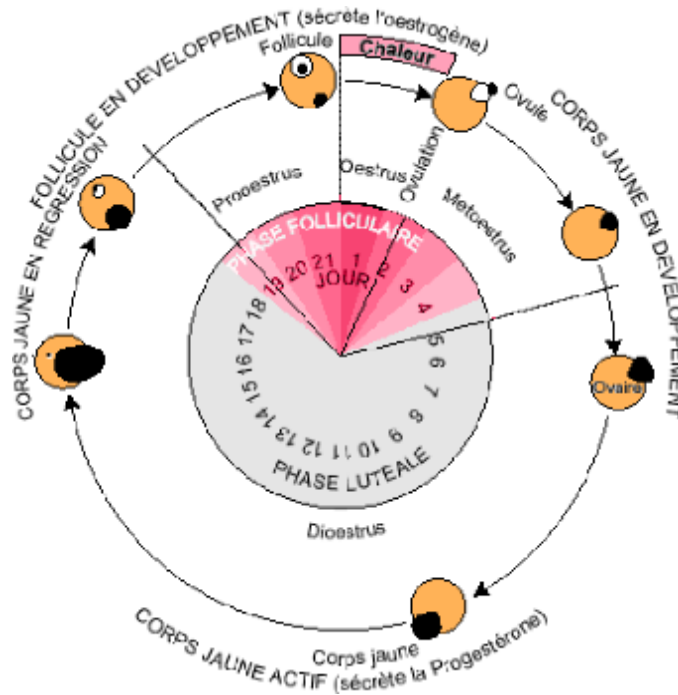 FOLLICULE EN DEVELOPPEMENT (sécrète l'oestrogène)
Follicule
Chaleur
Ovule
CORPS JAUNE EN DEVELOPPEMENT
Prooestrus
Oestrus
Ovulation
Metoestrus
CORPS JAUNE EN REGRESSION
PHASE FOLLICULAIRE
JOUR
1
2
3
4
5
6
7
8
9
10
11
12
13
14
15
16
17
18
19
20
21
Ovaire
PHASE LUTEALE
Dioestrus
Corps jaune
CORPS JAUNE ACTIF (sécrète la Progestérone)